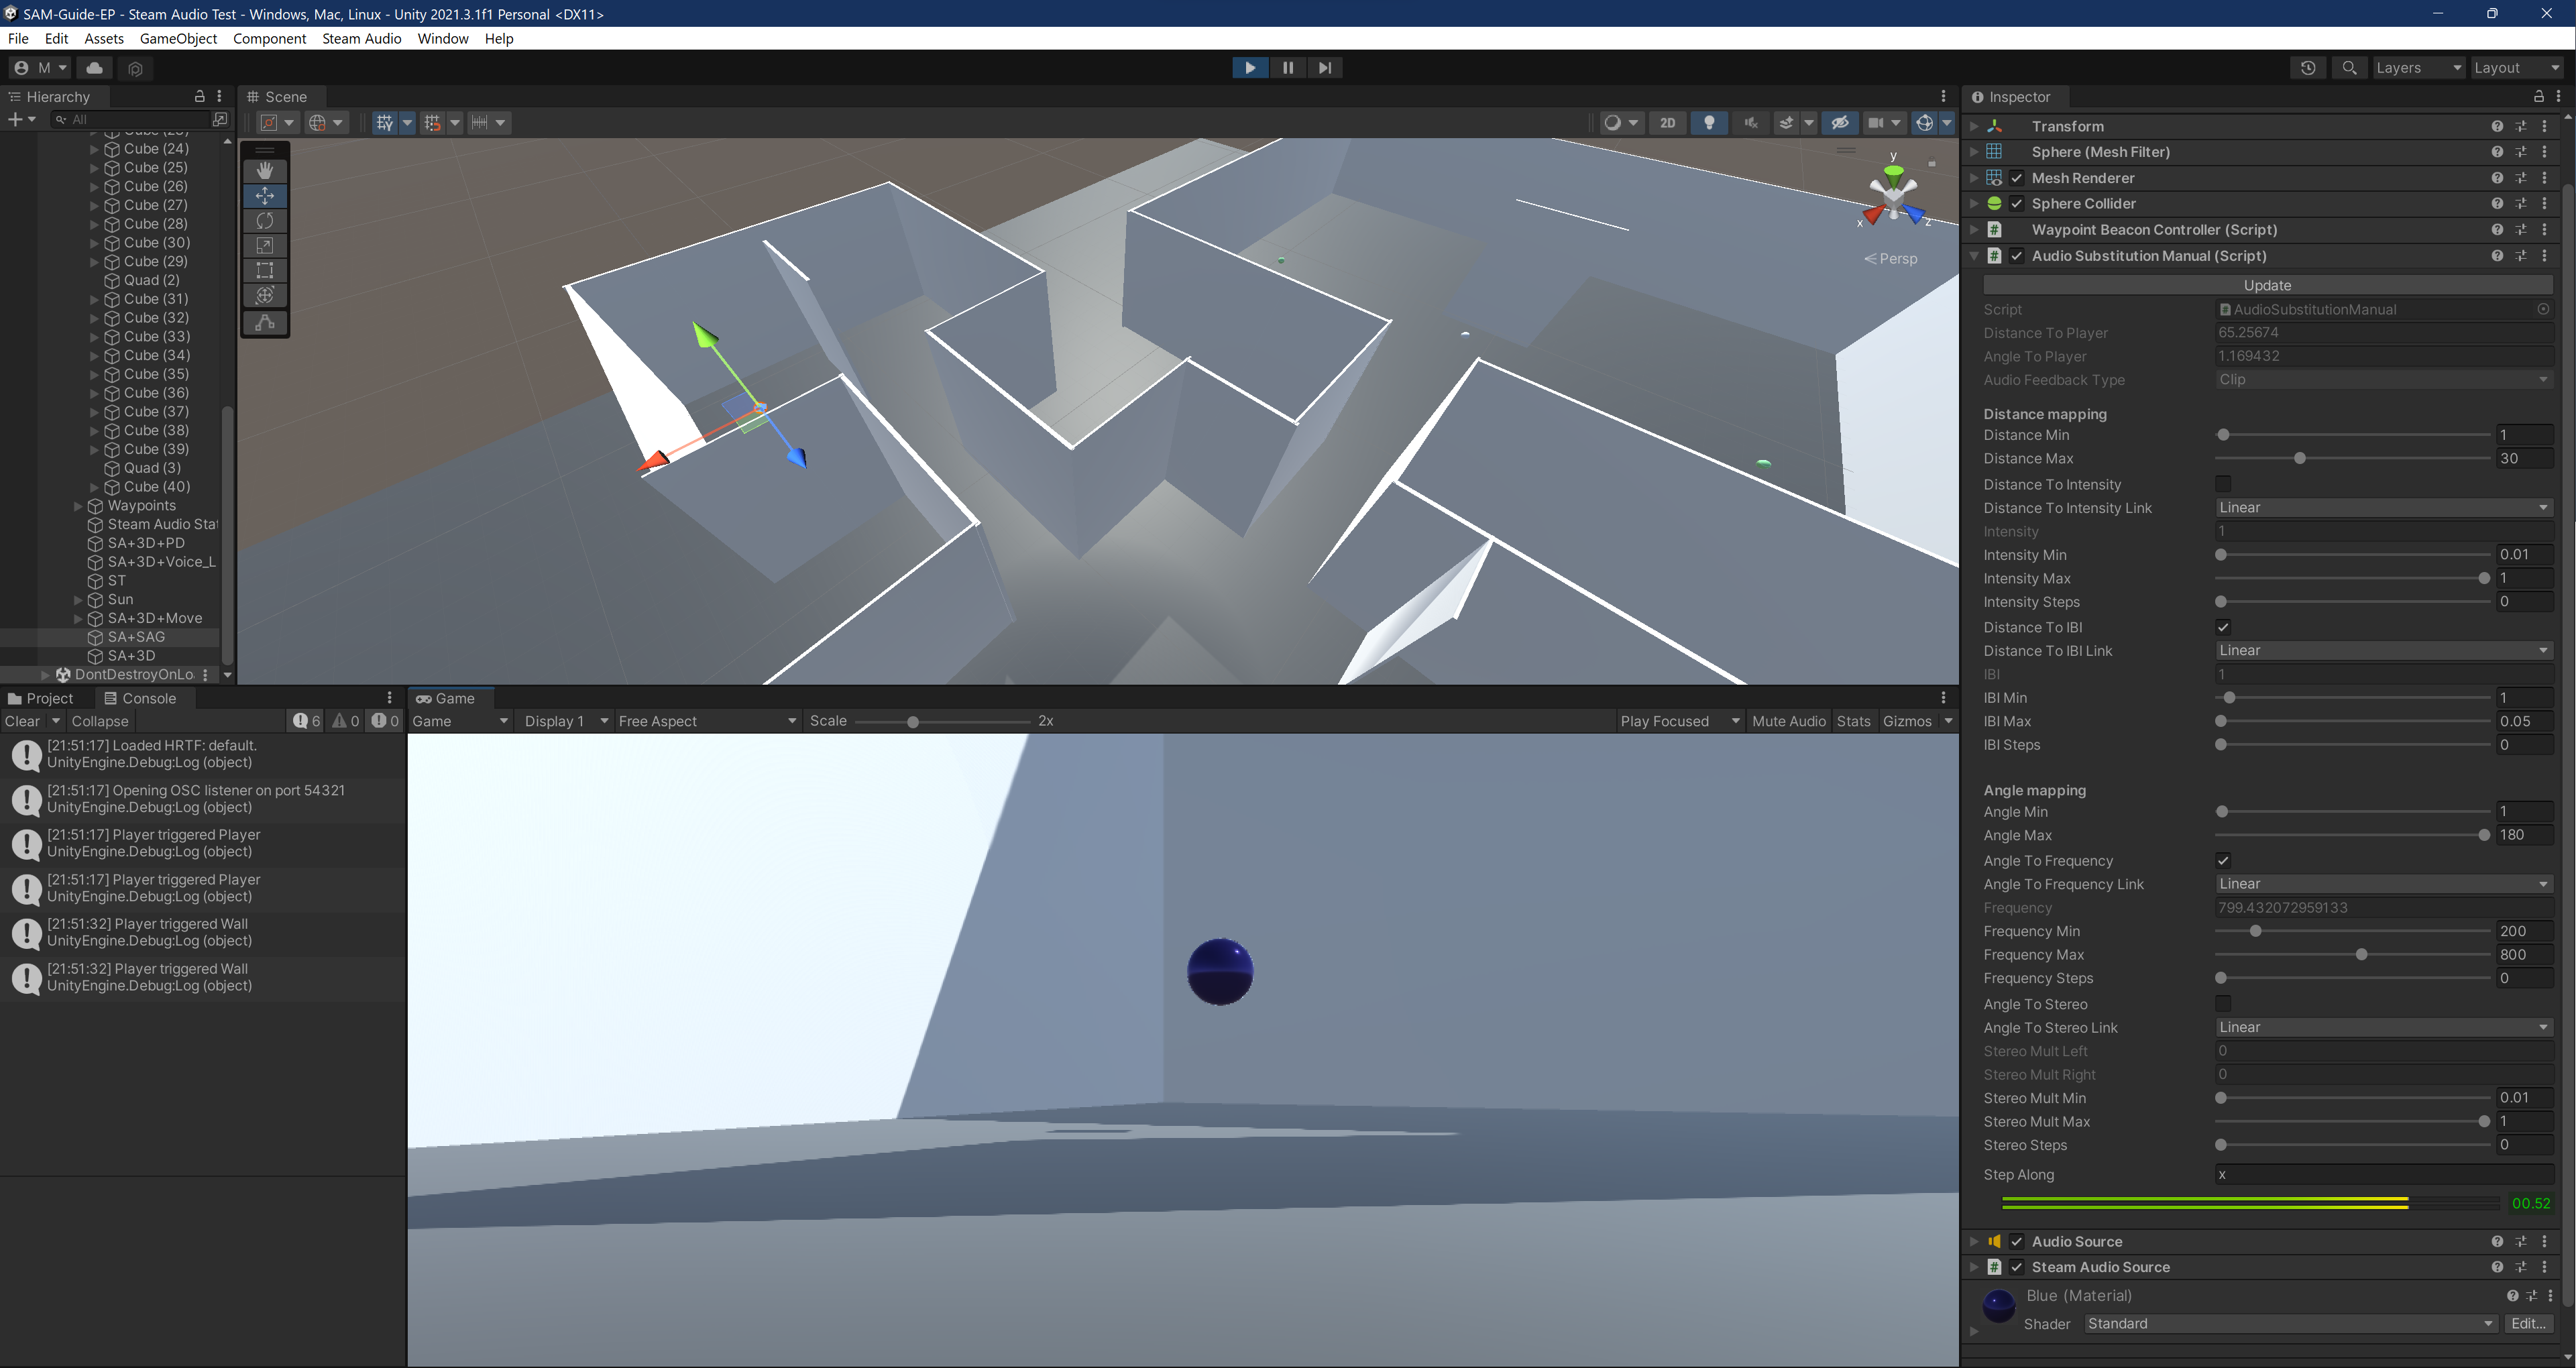 SAM-Guide-EP - Steam Audio Test - Windows, Mac, Linux - Unity 2021.3.1f1 Personal <DX11>
File Edit Assets GameObject Component Steam Audio Window Help
M Layers Layout
Hierarchy
All
Cube (24)
Cube (25)
Cube (26)
Cube (27)
Cube (28)
Cube (30)
Cube (29)
Quad (2)
Cube (31)
Cube (32)
Cube (33)
Cube (34)
Cube (35)
Cube (36)
Cube (37)
Cube (38)
Cube (39)
Quad (3)
Cube (40)
Waypoints
Steam Audio Stat
SA+3D+PD
SA+3D+Voice_L
ST
Sun
SA+3D+Move
SA+SAG
SA+3D
DontDestroyOnLo
Scene
2D
y
x
z
Persp
Project Console
Clear Collapse 6 0 0
[21:51:17] Loaded HRTF: default.
UnityEngine.Debug:Log (object)
[21:51:17] Opening OSC listener on port 54321
UnityEngine.Debug:Log (object)
[21:51:17] Player triggered Player
UnityEngine.Debug:Log (object)
[21:51:17] Player triggered Player
UnityEngine.Debug:Log (object)
[21:51:32] Player triggered Wall
UnityEngine.Debug:Log (object)
[21:51:32] Player triggered Wall
UnityEngine.Debug:Log (object)
Game
Game Display 1 Free Aspect Scale 2x Play Focused Mute Audio Stats Gizmos
Inspector
Transform
Sphere (Mesh Filter)
Mesh Renderer
Sphere Collider
Waypoint Beacon Controller (Script)
Audio Substitution Manual (Script)
Update
Script AudioSubstitutionManual
Distance To Player 65.25674
Angle To Player 1.169432
Audio Feedback Type Clip
Distance mapping
Distance Min 1
Distance Max 30
Distance To Intensity
Distance To Intensity Link Linear
Intensity 1
Intensity Min 0.01
Intensity Max 1
Intensity Steps 0
Distance To IBI
Distance To IBI Link Linear
IBI 1
IBI Min 1
IBI Max 0.05
IBI Steps 0
Angle mapping
Angle Min 1
Angle Max 180
Angle To Frequency
Angle To Frequency Link Linear
Frequency 799.432072959133
Frequency Min 200
Frequency Max 800
Frequency Steps 0
Angle To Stereo
Angle To Stereo Link Linear
Stereo Mult Left 0
Stereo Mult Right 0
Stereo Mult Min 0.01
Stereo Mult Max 1
Stereo Steps 0
Step Along x
00.52
Audio Source
Steam Audio Source
Blue (Material)
Shader Standard Edit...